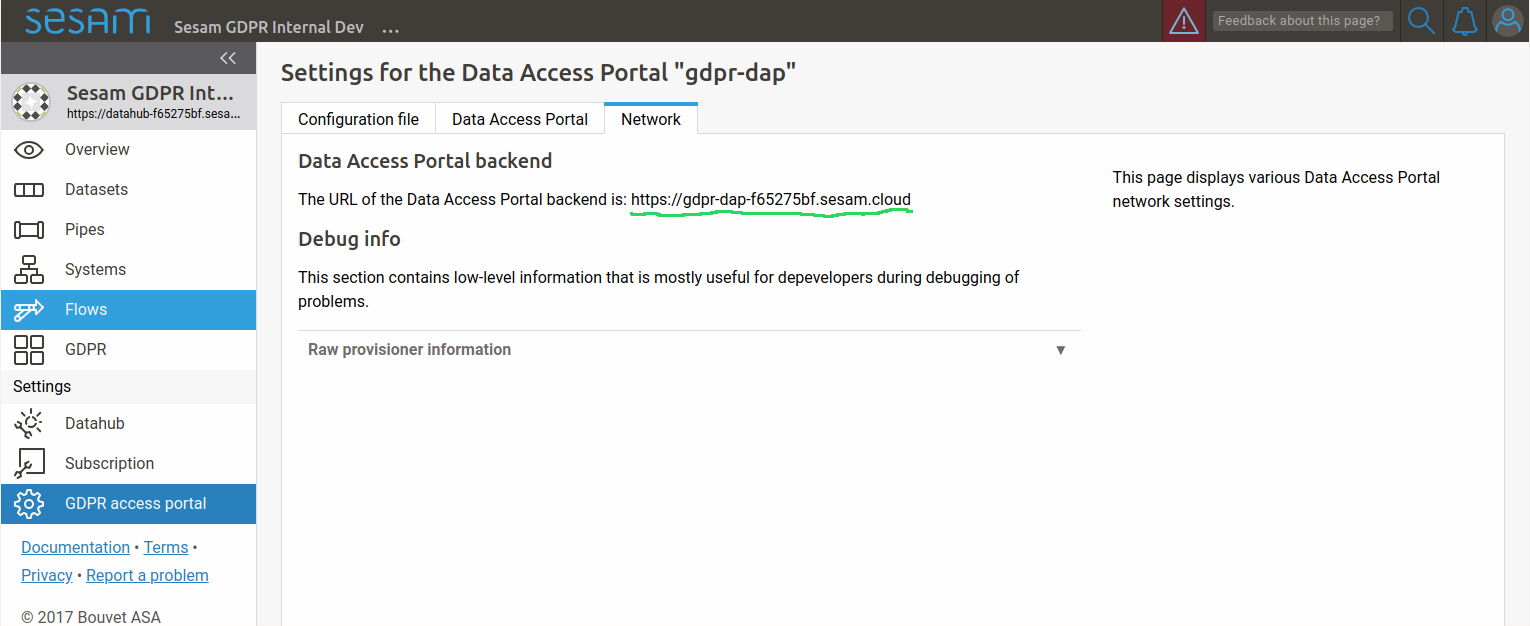 sesam
Sesam GDPR Internal Dev ...
Feedback about this page?
Sesam GDPR Int...
https://datahub-f65275bf.sesa...
Overview
Datasets
Pipes
Systems
Flows
GDPR
Settings
Datahub
Subscription
GDPR access portal
Documentation • Terms •
Privacy • Report a problem
© 2017 Bouvet ASA
Settings for the Data Access Portal "gdpr-dap"
Configuration file
Data Access Portal
Network
Data Access Portal backend
The URL of the Data Access Portal backend is: https://gdpr-dap-f65275bf.sesam.cloud
Debug info
This section contains low-level information that is mostly useful for depevelopers during debugging of
problems.
Raw provisioner information
This page displays various Data Access Portal
network settings.